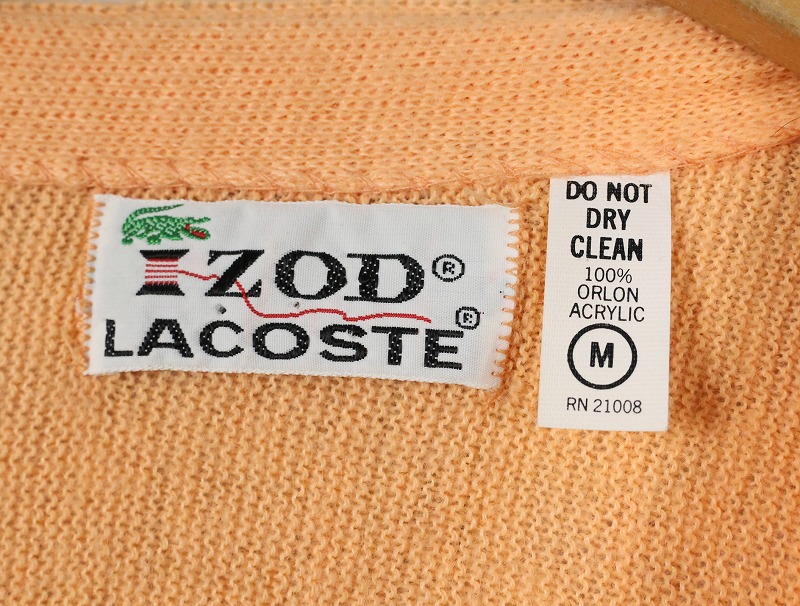 IZOD®
LACOSTE®
DO NOT
DRY
CLEAN
100%
ORLON
ACRYLIC
M
RN 21008